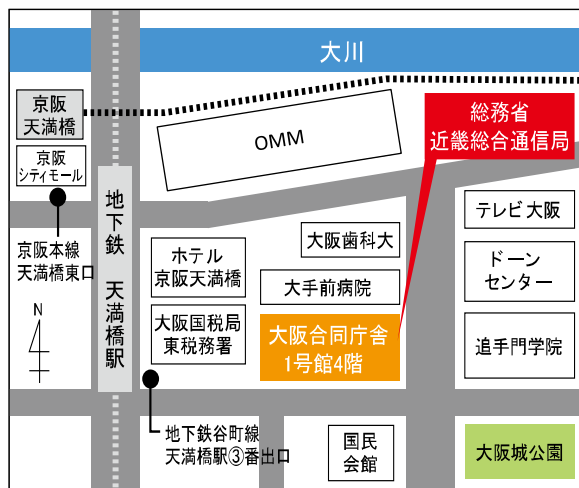 大川
京阪
天満橋
総務省
近畿総合通信局
OMM
京阪
シティモール
地下鉄 天満橋駅
テレビ大阪
大阪歯科大
京阪本線
天満橋東口
ホテル
京阪天満橋
ドーン
センター
大手前病院
N
大阪国税局
東税務署
大阪合同庁舎
1号館4階
追手門学院
地下鉄谷町線
天満橋駅③番出口
国民
会館
大阪城公園